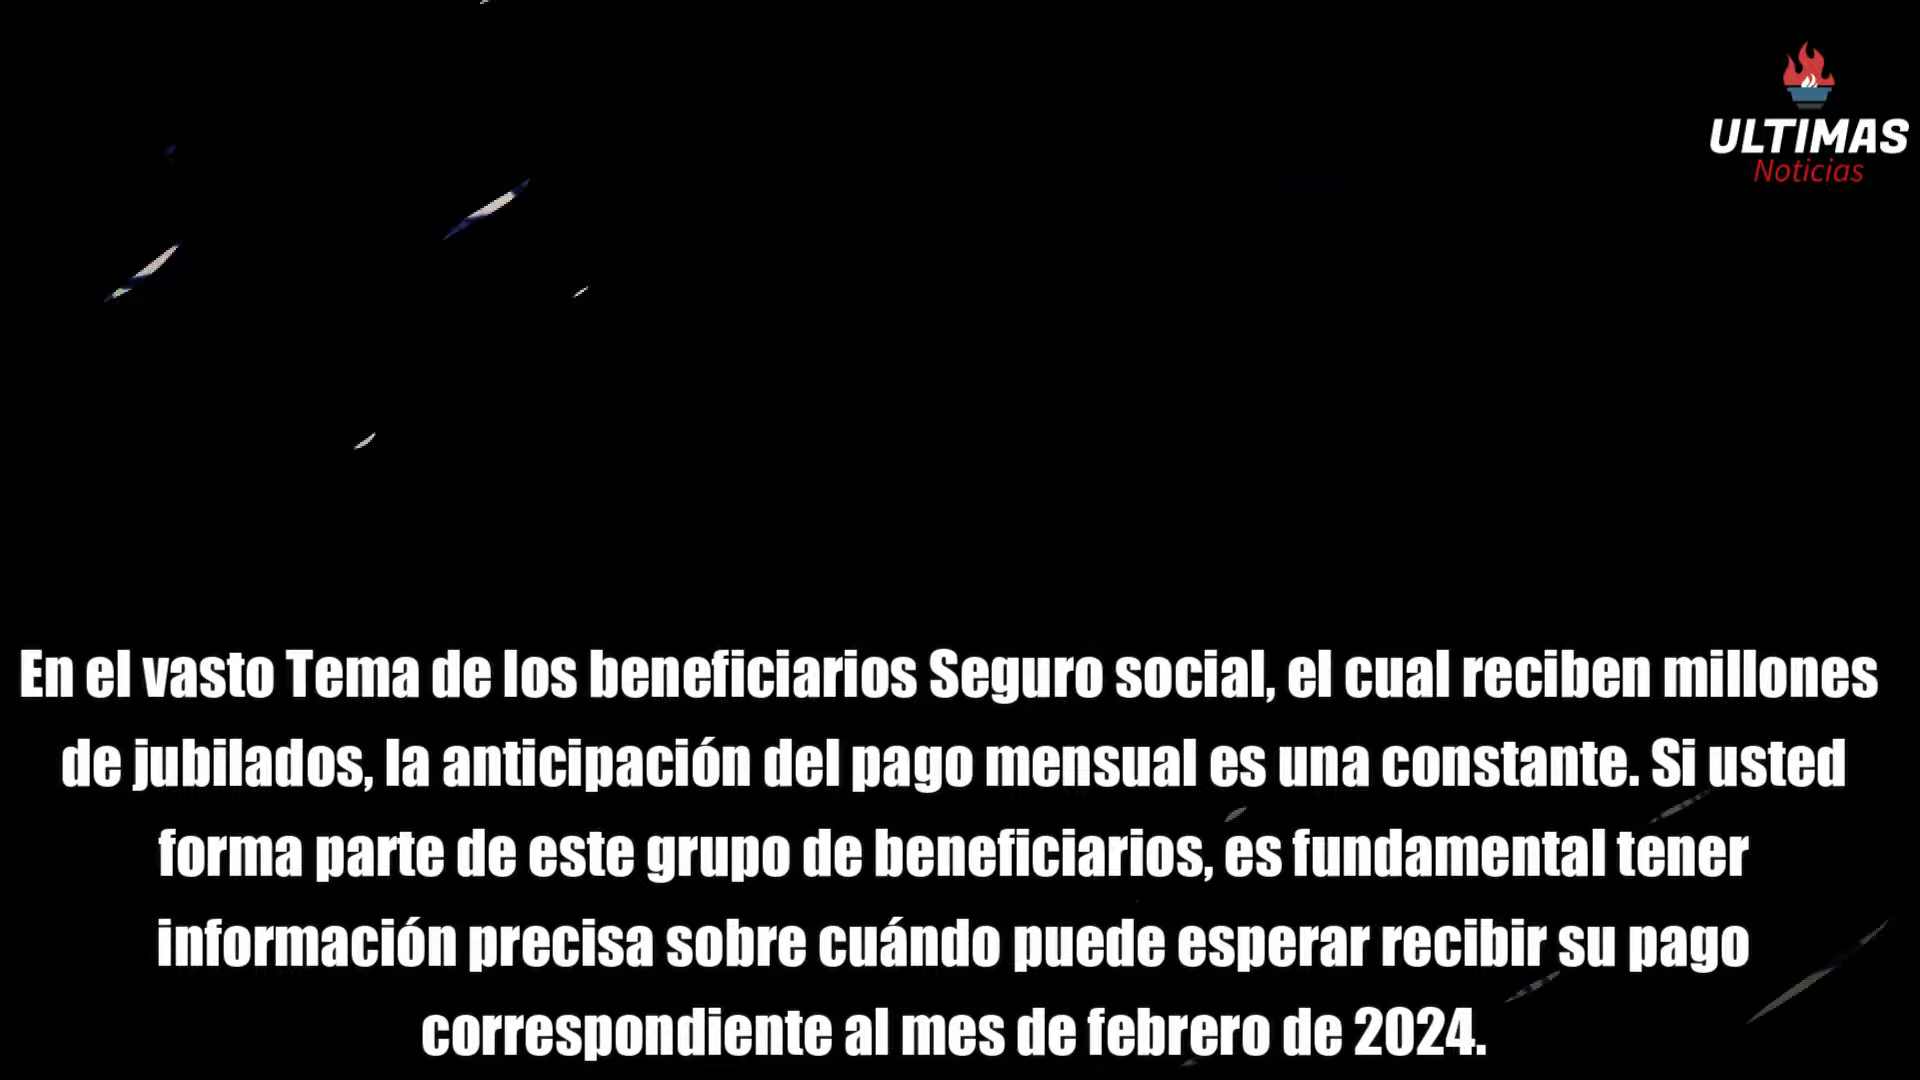 ULTIMAS
Noticias
En el vasto Tema de los beneficiarios Seguro social, el cual reciben millones
de jubilados, la anticipación del pago mensual es una constante. Si usted
forma parte de este grupo de beneficiarios, es fundamental tener
información precisa sobre cuándo puede esperar recibir su pago
correspondiente al mes de febrero de 2024.